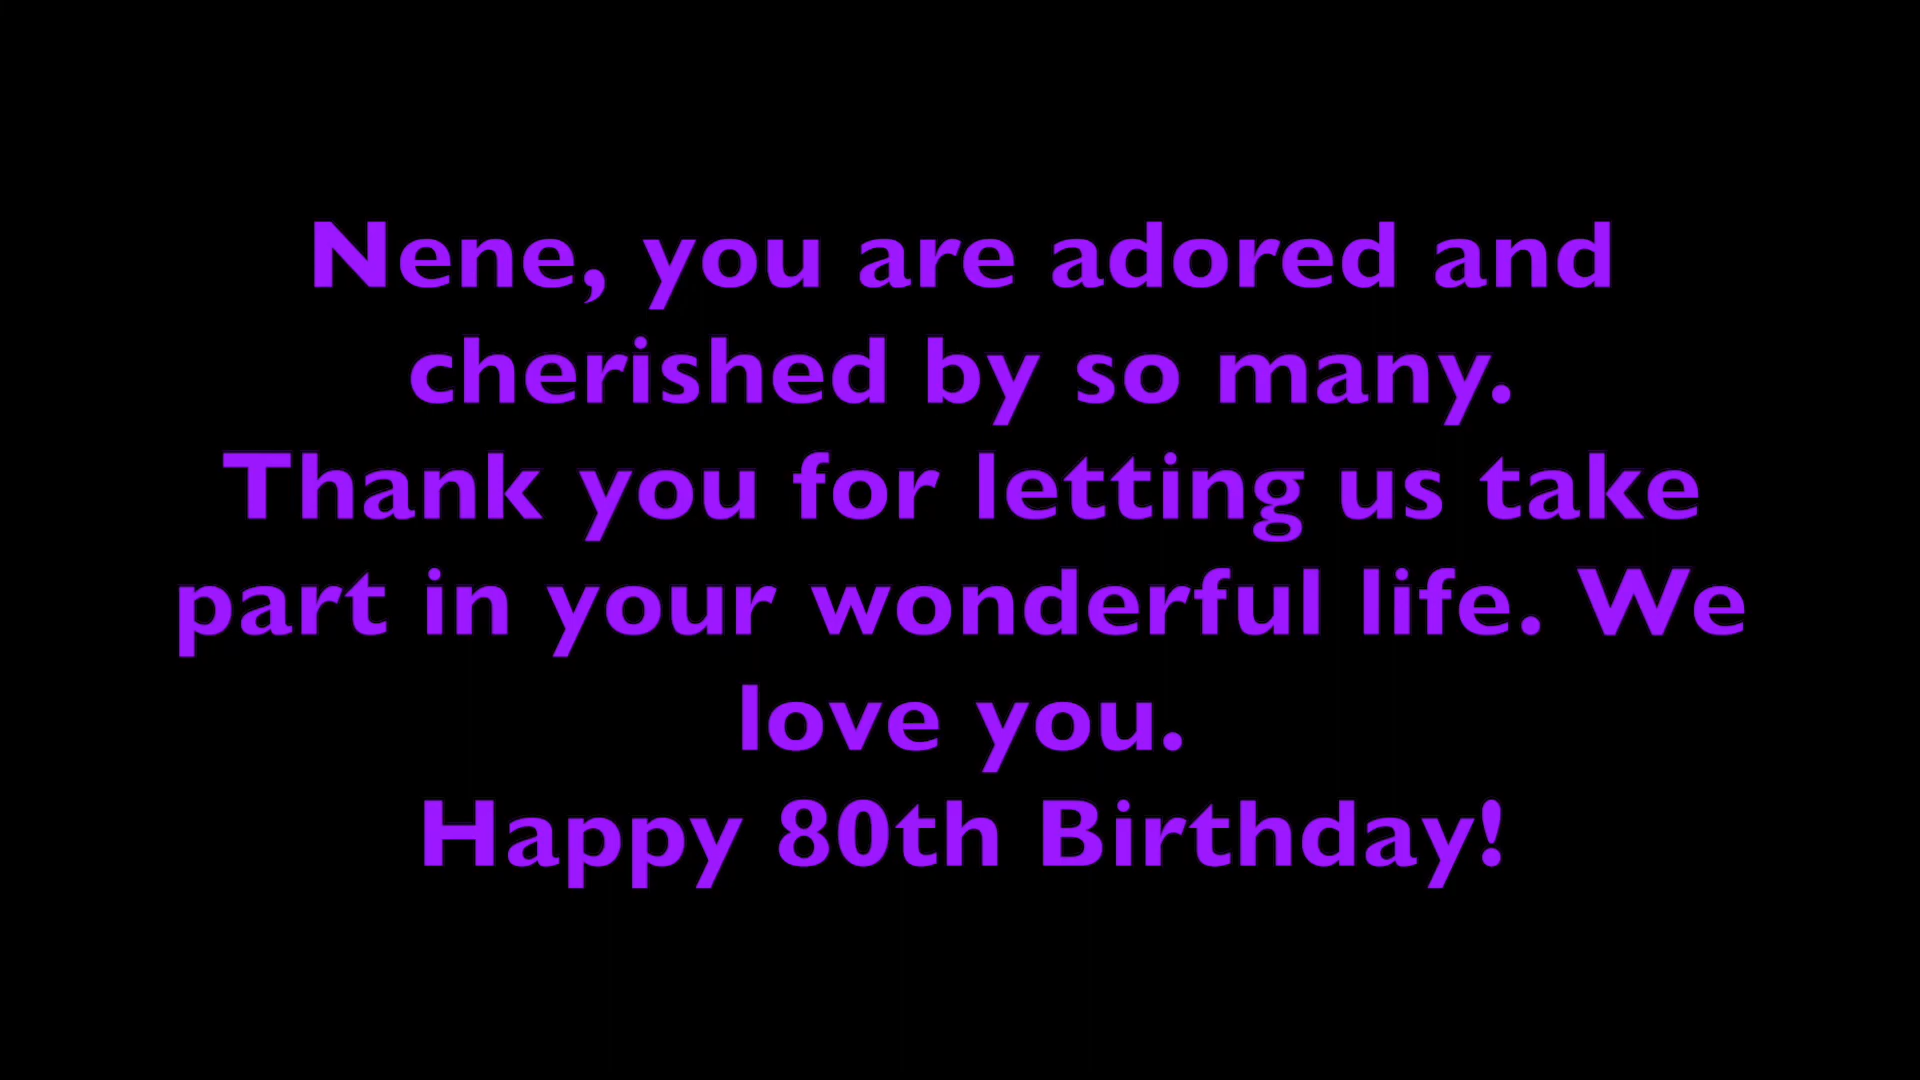 Nene, you are adored and
cherished by so many.
Thank you for letting us take
part in your wonderful life. We
love you.
Happy 80th Birthday!